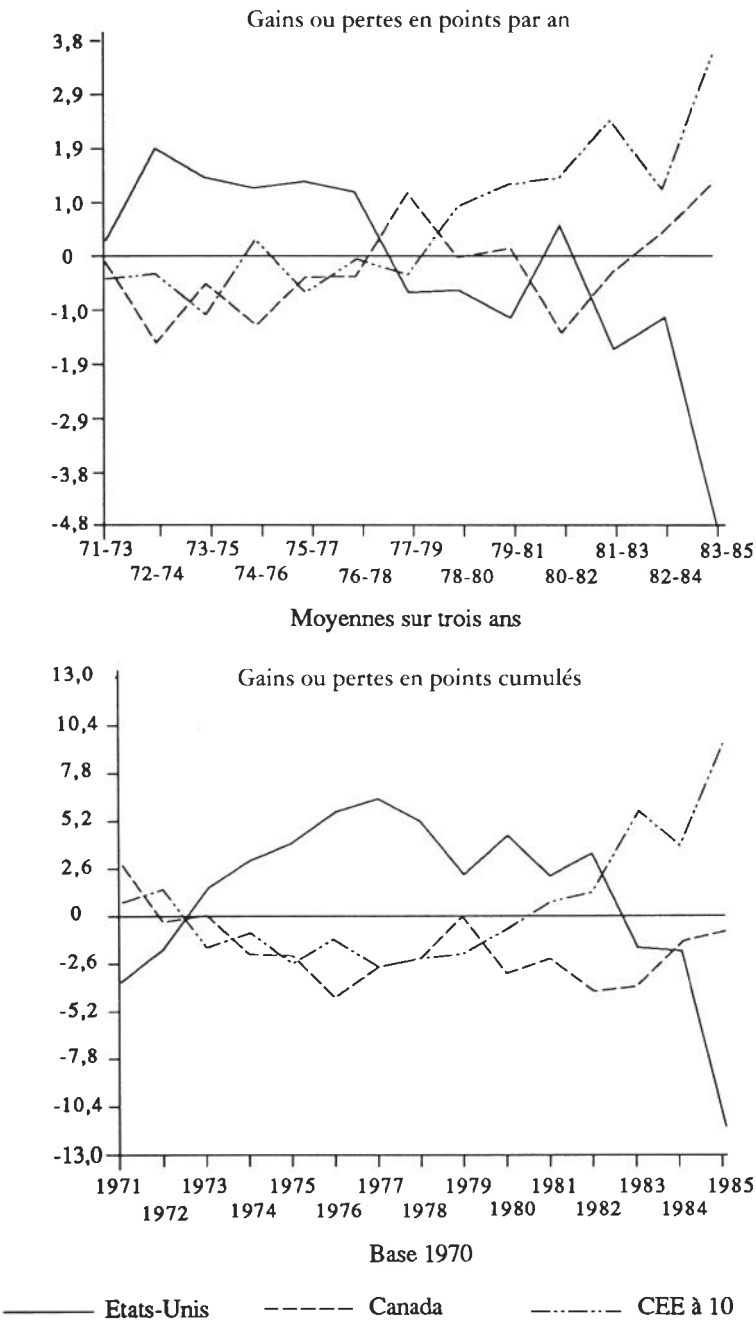 Gains ou pertes en points par an
3,8
2,9
1,9
1,0
0
-1,0
-1,9
-2,9
-3,8
-4,8
71-73 73-75 75-77 77-79 79-81 81-83 83-85
72-74 74-76 76-78 78-80 80-82 82-84
Moyennes sur trois ans
Gains ou pertes en points cumulés
13,0
10,4
7,8
5,2
2,6
0
-2,6
-5,2
-7,8
-10,4
-13,0
1971 1973 1975 1977 1979 1981 1983 1985
1972 1974 1976 1978 1980 1982 1984
Base 1970
Etats-Unis Canada CEE à 10